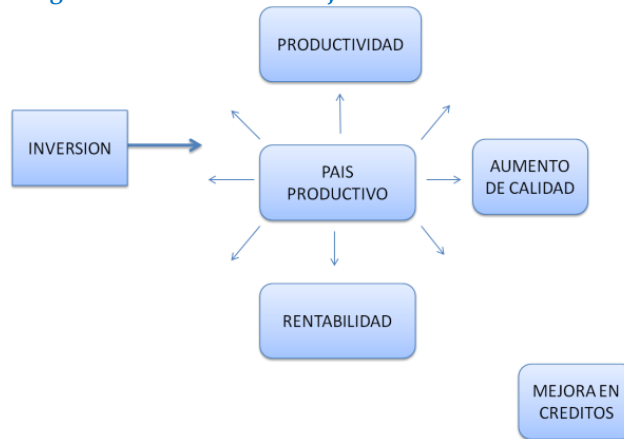 PRODUCTIVIDAD
INVERSION
PAIS
PRODUCTIVO
AUMENTO
DE CALIDAD
RENTABILIDAD
MEJORA EN
CREDITOS